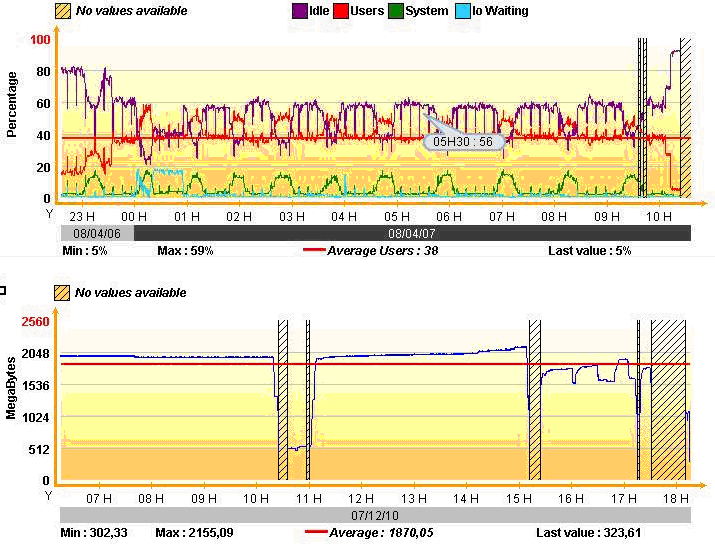 No values available
Idle Users System Io Waiting
Percentage
100
80
60
40
20
0
05H30 : 56
Y
23 H 00 H 01 H 02 H 03 H 04 H 05 H 06 H 07 H 08 H 09 H 10 H
08/04/06 08/04/07
Min : 5% Max : 59% Average Users : 38 Last value : 5%
No values available
MegaBytes
2560
2048
1536
1024
512
0
Y
07 H 08 H 09 H 10 H 11 H 12 H 13 H 14 H 15 H 16 H 17 H 18 H
07/12/10
Min : 302,33 Max : 2155,09 Average : 1870,05 Last value : 323,61